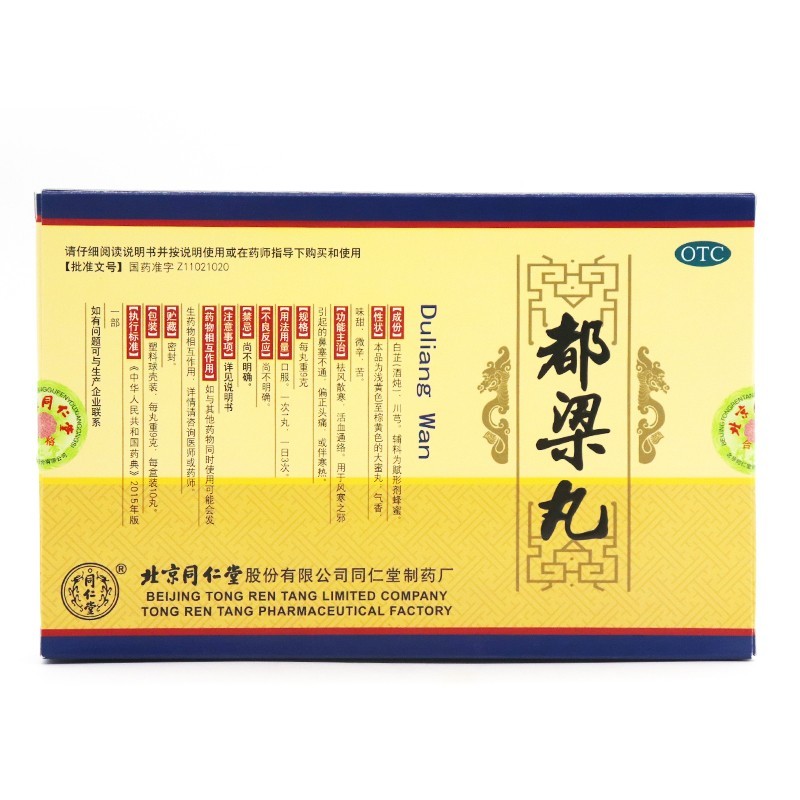 请仔细阅读说明书并按说明使用或在药师指导下购买和使用
【批准文号】国药准字 Z11021020
OTC
都梁丸
Duliang Wan
【成份】白芷(酒炖)、川芎。辅料为赋形剂蜂蜜。
【性状】本品为浅黄色至棕黄色的大蜜丸；气香
味甜、微辛、苦。
【功能主治】祛风散寒，活血通络。用于风寒之邪
引起的鼻塞不通，偏正头痛，或伴寒热。
【规格】每丸重9克
【用法用量】口服。一次1丸，一日3次。
【不良反应】尚不明确。
【禁忌】尚不明确。
【注意事项】详见说明书
【药物相互作用】如与其他药物同时使用可能会发
生药物相互作用，详情请咨询医师或药师。
【贮藏】密封。
【包装】塑料球壳装，每丸重9克，每盒装10丸。
【执行标准】《中华人民共和国药典》2015年版
一部
如有问题可与生产企业联系
同仁堂
格
北京
合
同仁堂
®
北京同仁堂股份有限公司同仁堂制药厂
BEIJING TONG REN TANG LIMITED COMPANY
TONG REN TANG PHARMACEUTICAL FACTORY